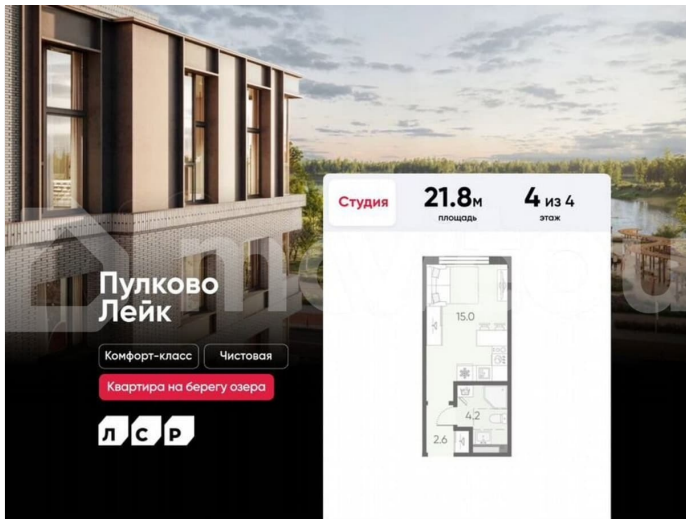 Студия
21.8м
площадь
4 из 4
этаж
Пулково
Лейк
15.0
Комфорт-класс
Чистовая
Квартира на берегу озера
4.2
2.6
ЛСР